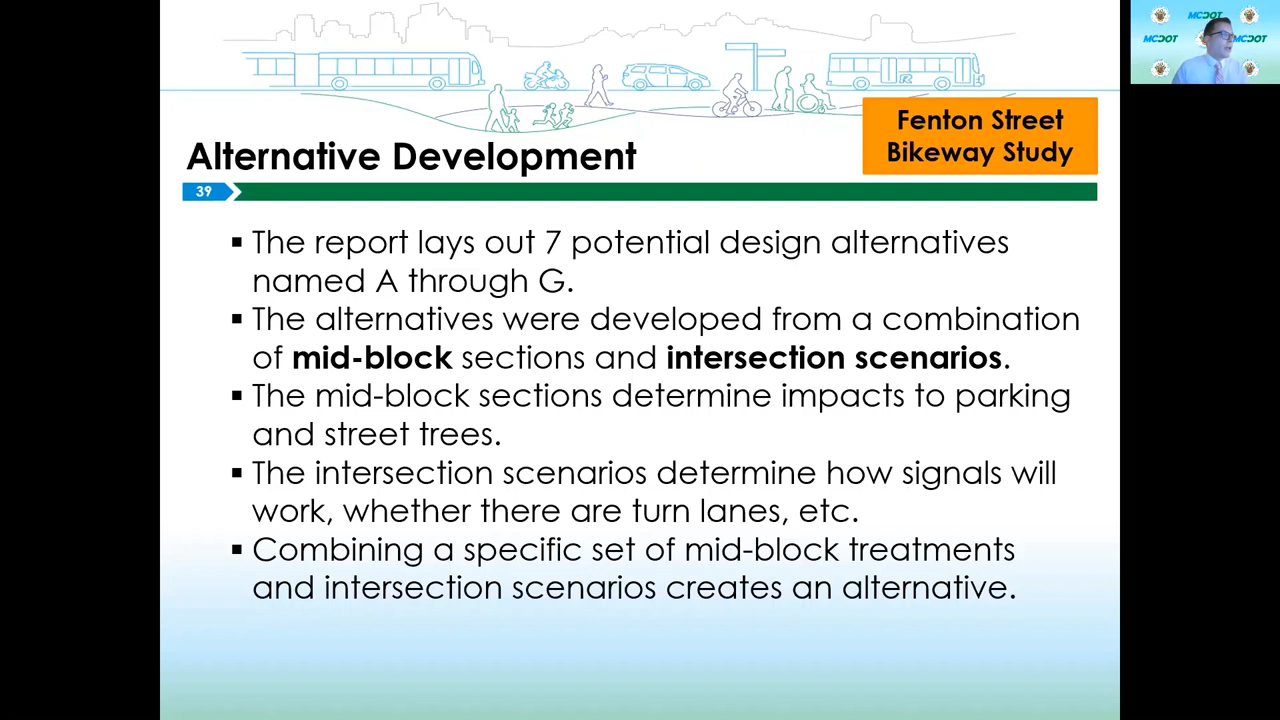 MCDOT
MCDOT
MCDOT
Fenton Street
Bikeway Study
Alternative Development
39
▪ The report lays out 7 potential design alternatives
named A through G.
▪ The alternatives were developed from a combination
of mid-block sections and intersection scenarios.
▪ The mid-block sections determine impacts to parking
and street trees.
▪ The intersection scenarios determine how signals will
work, whether there are turn lanes, etc.
▪ Combining a specific set of mid-block treatments
and intersection scenarios creates an alternative.